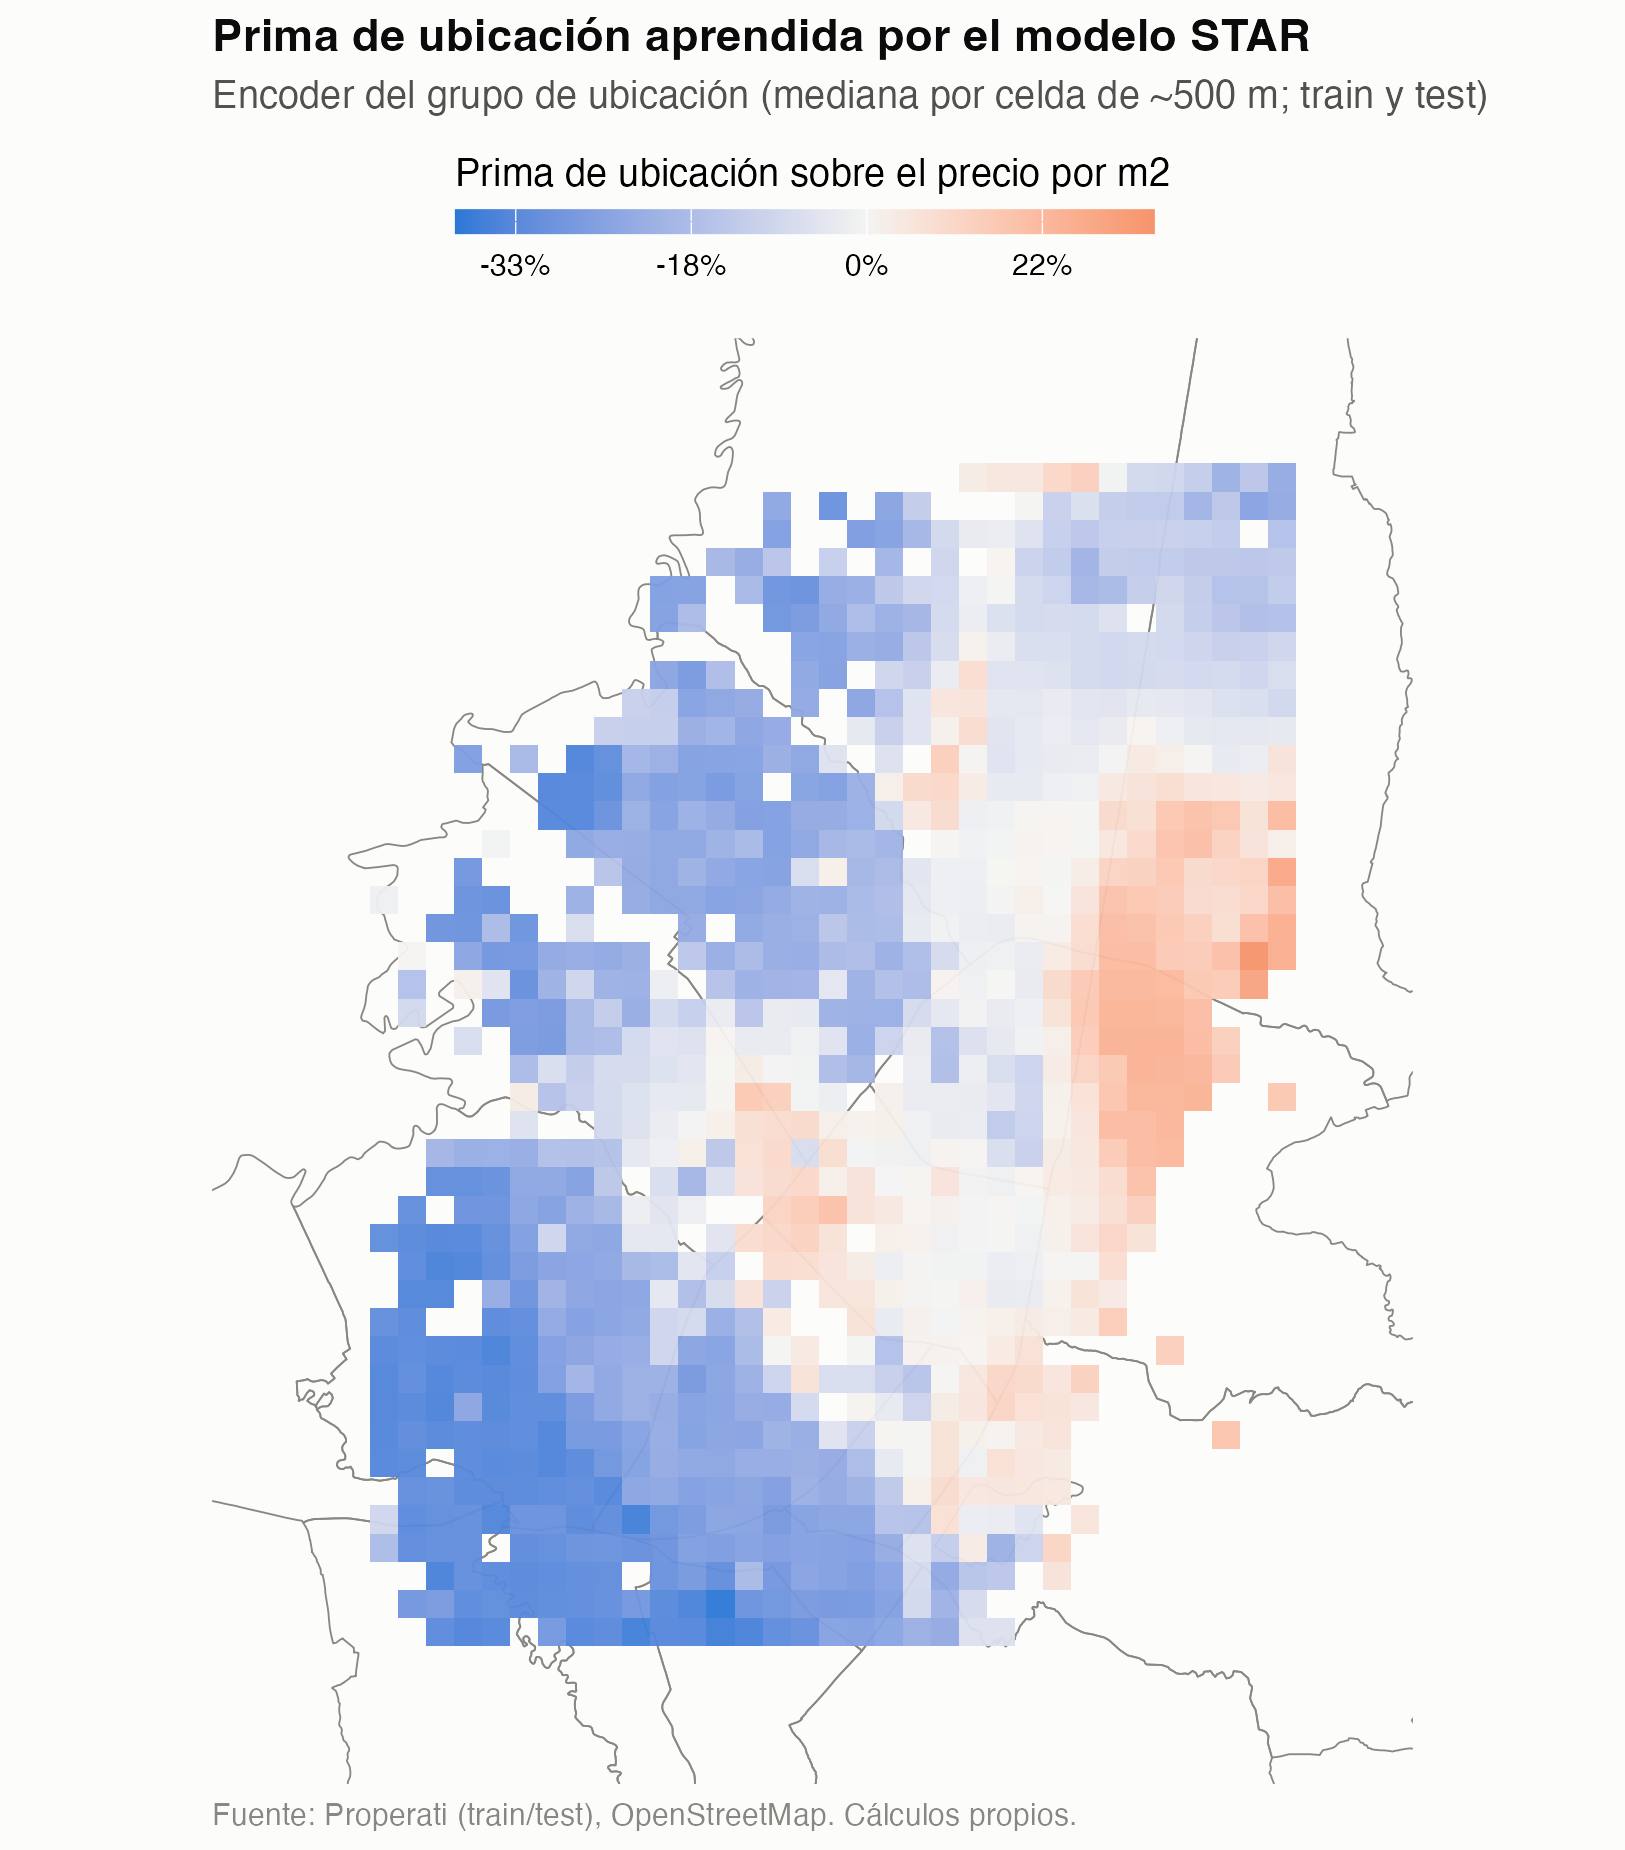 Prima de ubicación aprendida por el modelo STAR
Encoder del grupo de ubicación (mediana por celda de ~500 m; train y test)
Prima de ubicación sobre el precio por m2
-33% -18% 0% 22%
Fuente: Properati (train/test), OpenStreetMap. Cálculos propios.